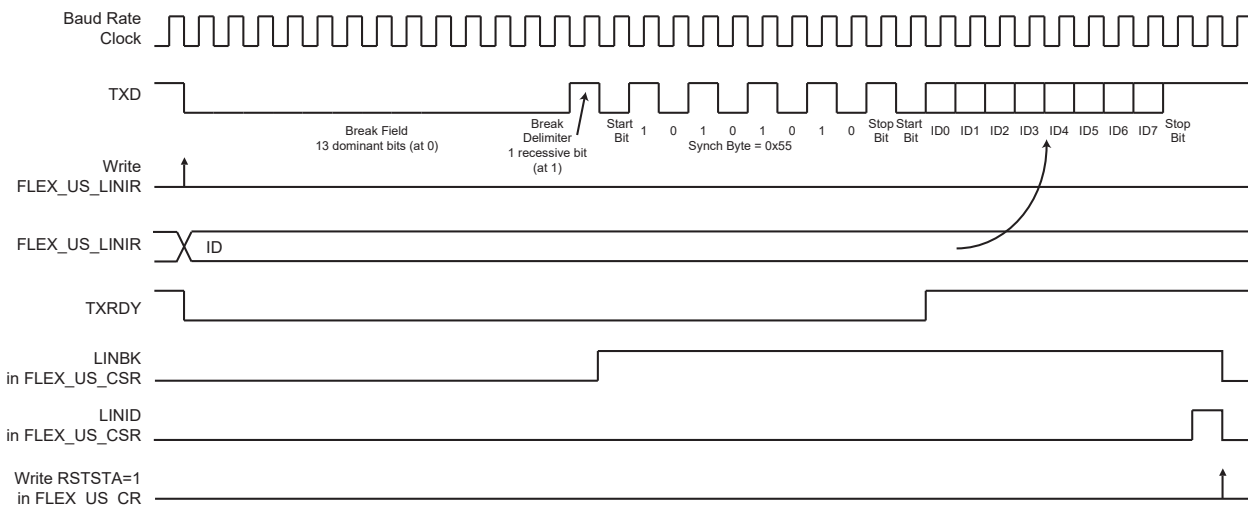 Baud Rate
Clock
TXD
Break Field
13 dominant bits (at 0)
Break
Delimiter
1 recessive bit
(at 1)
Start
Bit
1 0 1 0 1 0 1 0
Synch Byte = 0x55
Stop
Bit
Start
Bit
ID0 ID1 ID2 ID3 ID4 ID5 ID6 ID7
Stop
Bit
Write
FLEX_US_LINIR
FLEX_US_LINIR
ID
TXRDY
LINBK
in FLEX_US_CSR
LINID
in FLEX_US_CSR
Write RSTSTA=1
in FLEX_US_CR